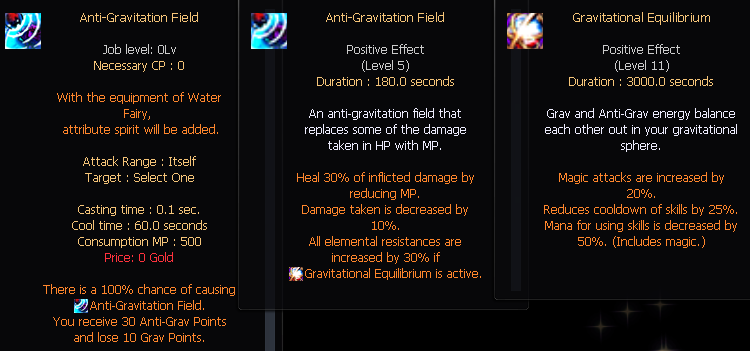 Anti-Gravitation Field
Job level: 0Lv
Necessary CP : 0
With the equipment of Water
Fairy,
attribute spirit will be added.
Attack Range : Itself
Target : Select One
Casting time : 0.1 sec.
Cool time : 60.0 seconds
Consumption MP : 500
Price: 0 Gold
There is a 100% chance of causing
Anti-Gravitation Field.
You receive 30 Anti-Grav Points
and lose 10 Grav Points.
Anti-Gravitation Field
Positive Effect
(Level 5)
Duration : 180.0 seconds
An anti-gravitation field that
replaces some of the damage
taken in HP with MP.
Heal 30% of inflicted damage by
reducing MP.
Damage taken is decreased by
10%.
All elemental resistances are
increased by 30% if
Gravitational Equilibrium is active.
Gravitational Equilibrium
Positive Effect
(Level 11)
Duration : 3000.0 seconds
Grav and Anti-Grav energy balance
each other out in your gravitational
sphere.
Magic attacks are increased by
20%.
Reduces cooldown of skills by 25%.
Mana for using skills is decreased by
50%. (Includes magic.)